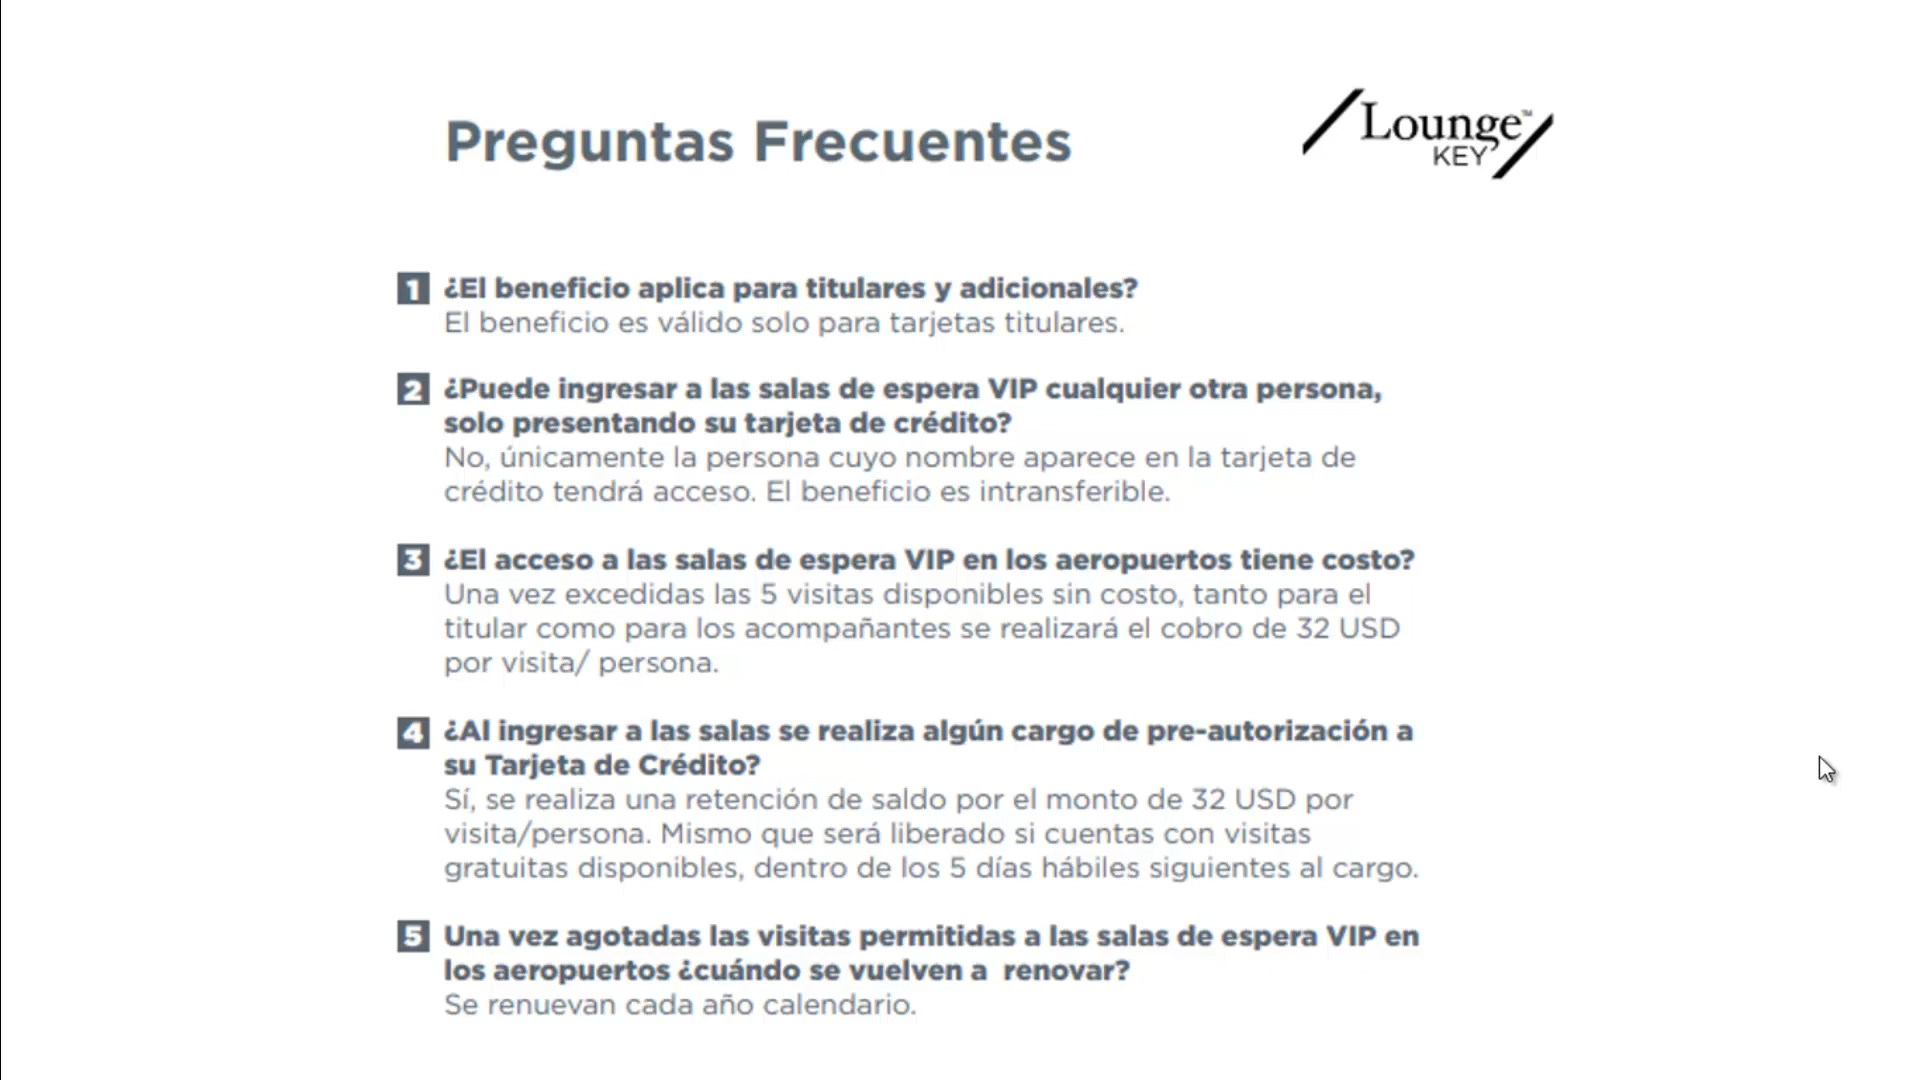 Preguntas Frecuentes
Lounge™
KEY
1 ¿El beneficio aplica para titulares y adicionales?
El beneficio es válido solo para tarjetas titulares.
2 ¿Puede ingresar a las salas de espera VIP cualquier otra persona,
solo presentando su tarjeta de crédito?
No, únicamente la persona cuyo nombre aparece en la tarjeta de
crédito tendrá acceso. El beneficio es intransferible.
3 ¿El acceso a las salas de espera VIP en los aeropuertos tiene costo?
Una vez excedidas las 5 visitas disponibles sin costo, tanto para el
titular como para los acompañantes se realizará el cobro de 32 USD
por visita/ persona.
4 ¿Al ingresar a las salas se realiza algún cargo de pre-autorización a
su Tarjeta de Crédito?
Sí, se realiza una retención de saldo por el monto de 32 USD por
visita/persona. Mismo que será liberado si cuentas con visitas
gratuitas disponibles, dentro de los 5 días hábiles siguientes al cargo.
5 Una vez agotadas las visitas permitidas a las salas de espera VIP en
los aeropuertos ¿cuándo se vuelven a renovar?
Se renuevan cada año calendario.